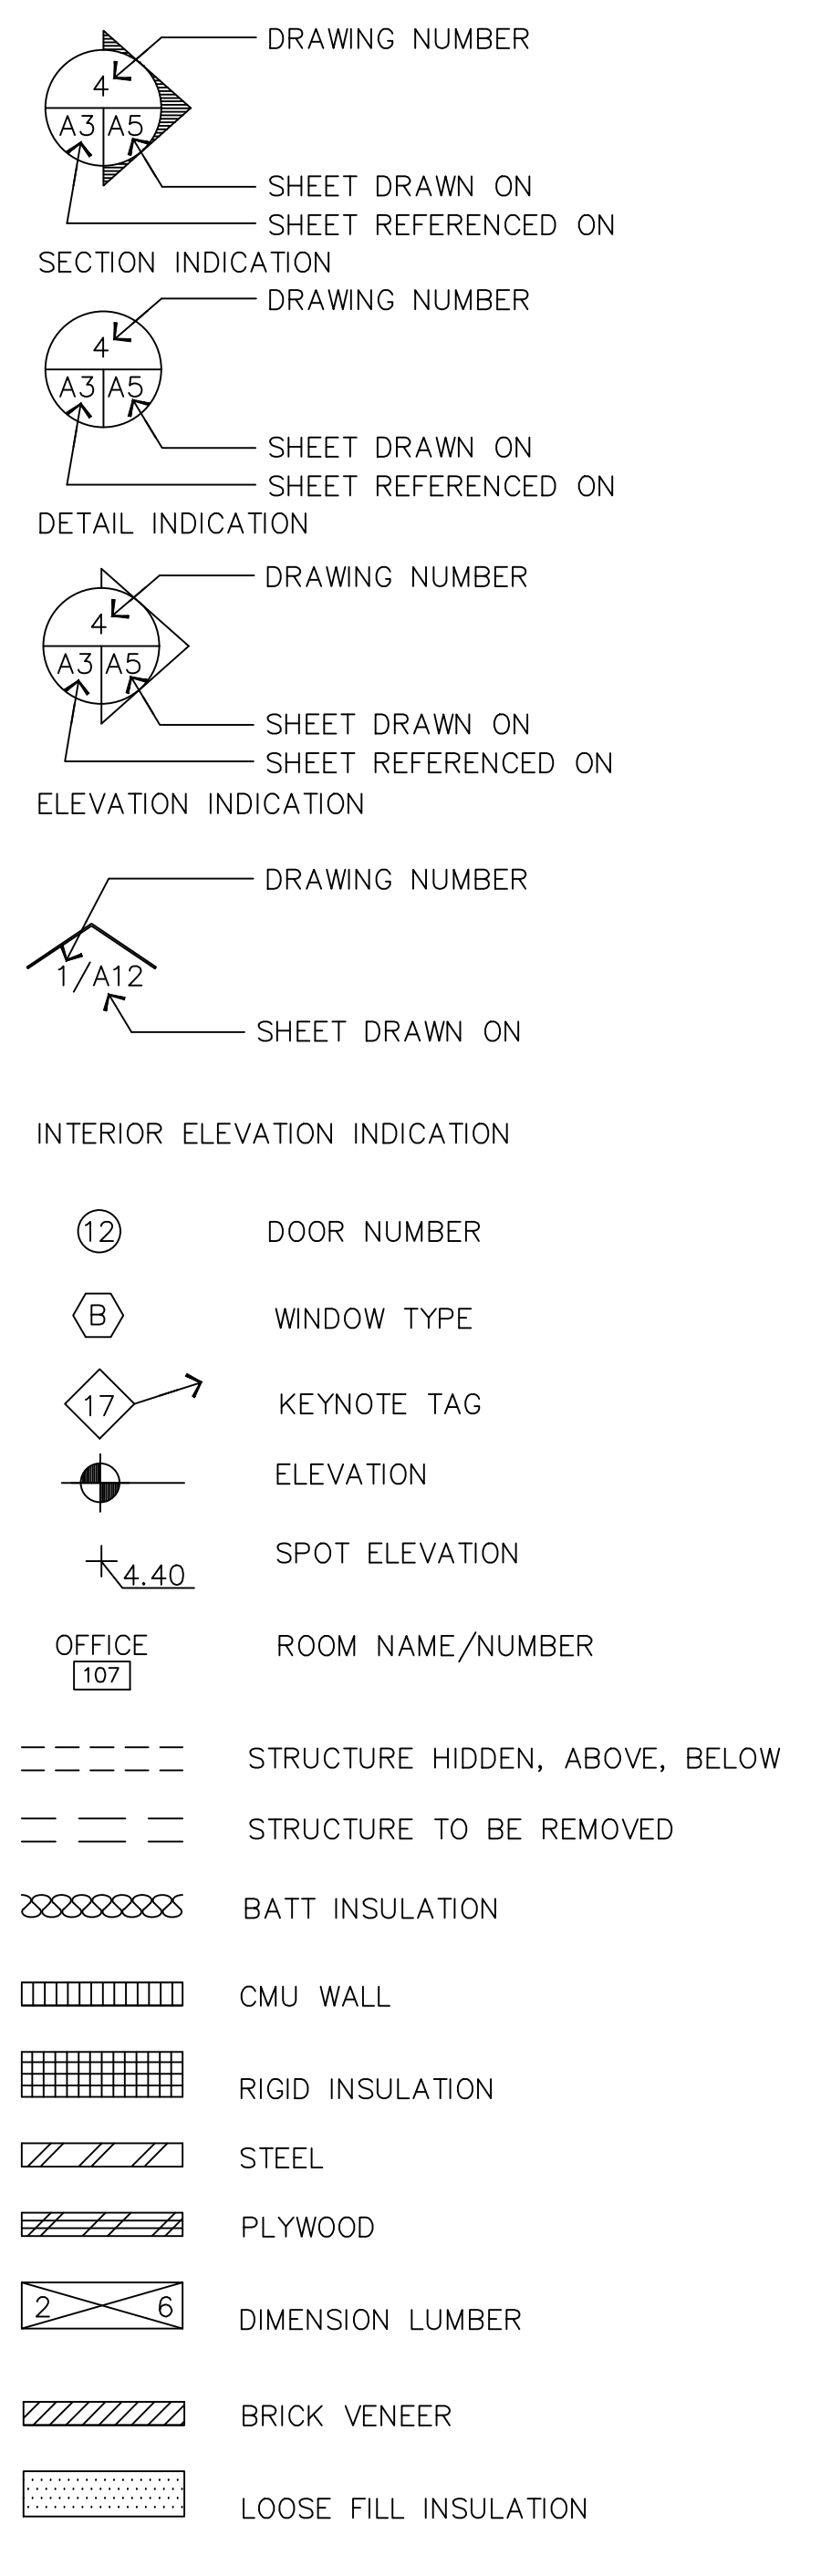 DRAWING NUMBER
4
A3 A5
SHEET DRAWN ON
SHEET REFERENCED ON
SECTION INDICATION
DRAWING NUMBER
4
A3 A5
SHEET DRAWN ON
SHEET REFERENCED ON
DETAIL INDICATION
DRAWING NUMBER
4
A3 A5
SHEET DRAWN ON
SHEET REFERENCED ON
ELEVATION INDICATION
DRAWING NUMBER
1/A12
SHEET DRAWN ON
INTERIOR ELEVATION INDICATION
12 DOOR NUMBER
B WINDOW TYPE
17 KEYNOTE TAG
ELEVATION
4.40 SPOT ELEVATION
OFFICE ROOM NAME/NUMBER
107
STRUCTURE HIDDEN, ABOVE, BELOW
STRUCTURE TO BE REMOVED
BATT INSULATION
CMU WALL
RIGID INSULATION
STEEL
PLYWOOD
2 6 DIMENSION LUMBER
BRICK VENEER
LOOSE FILL INSULATION